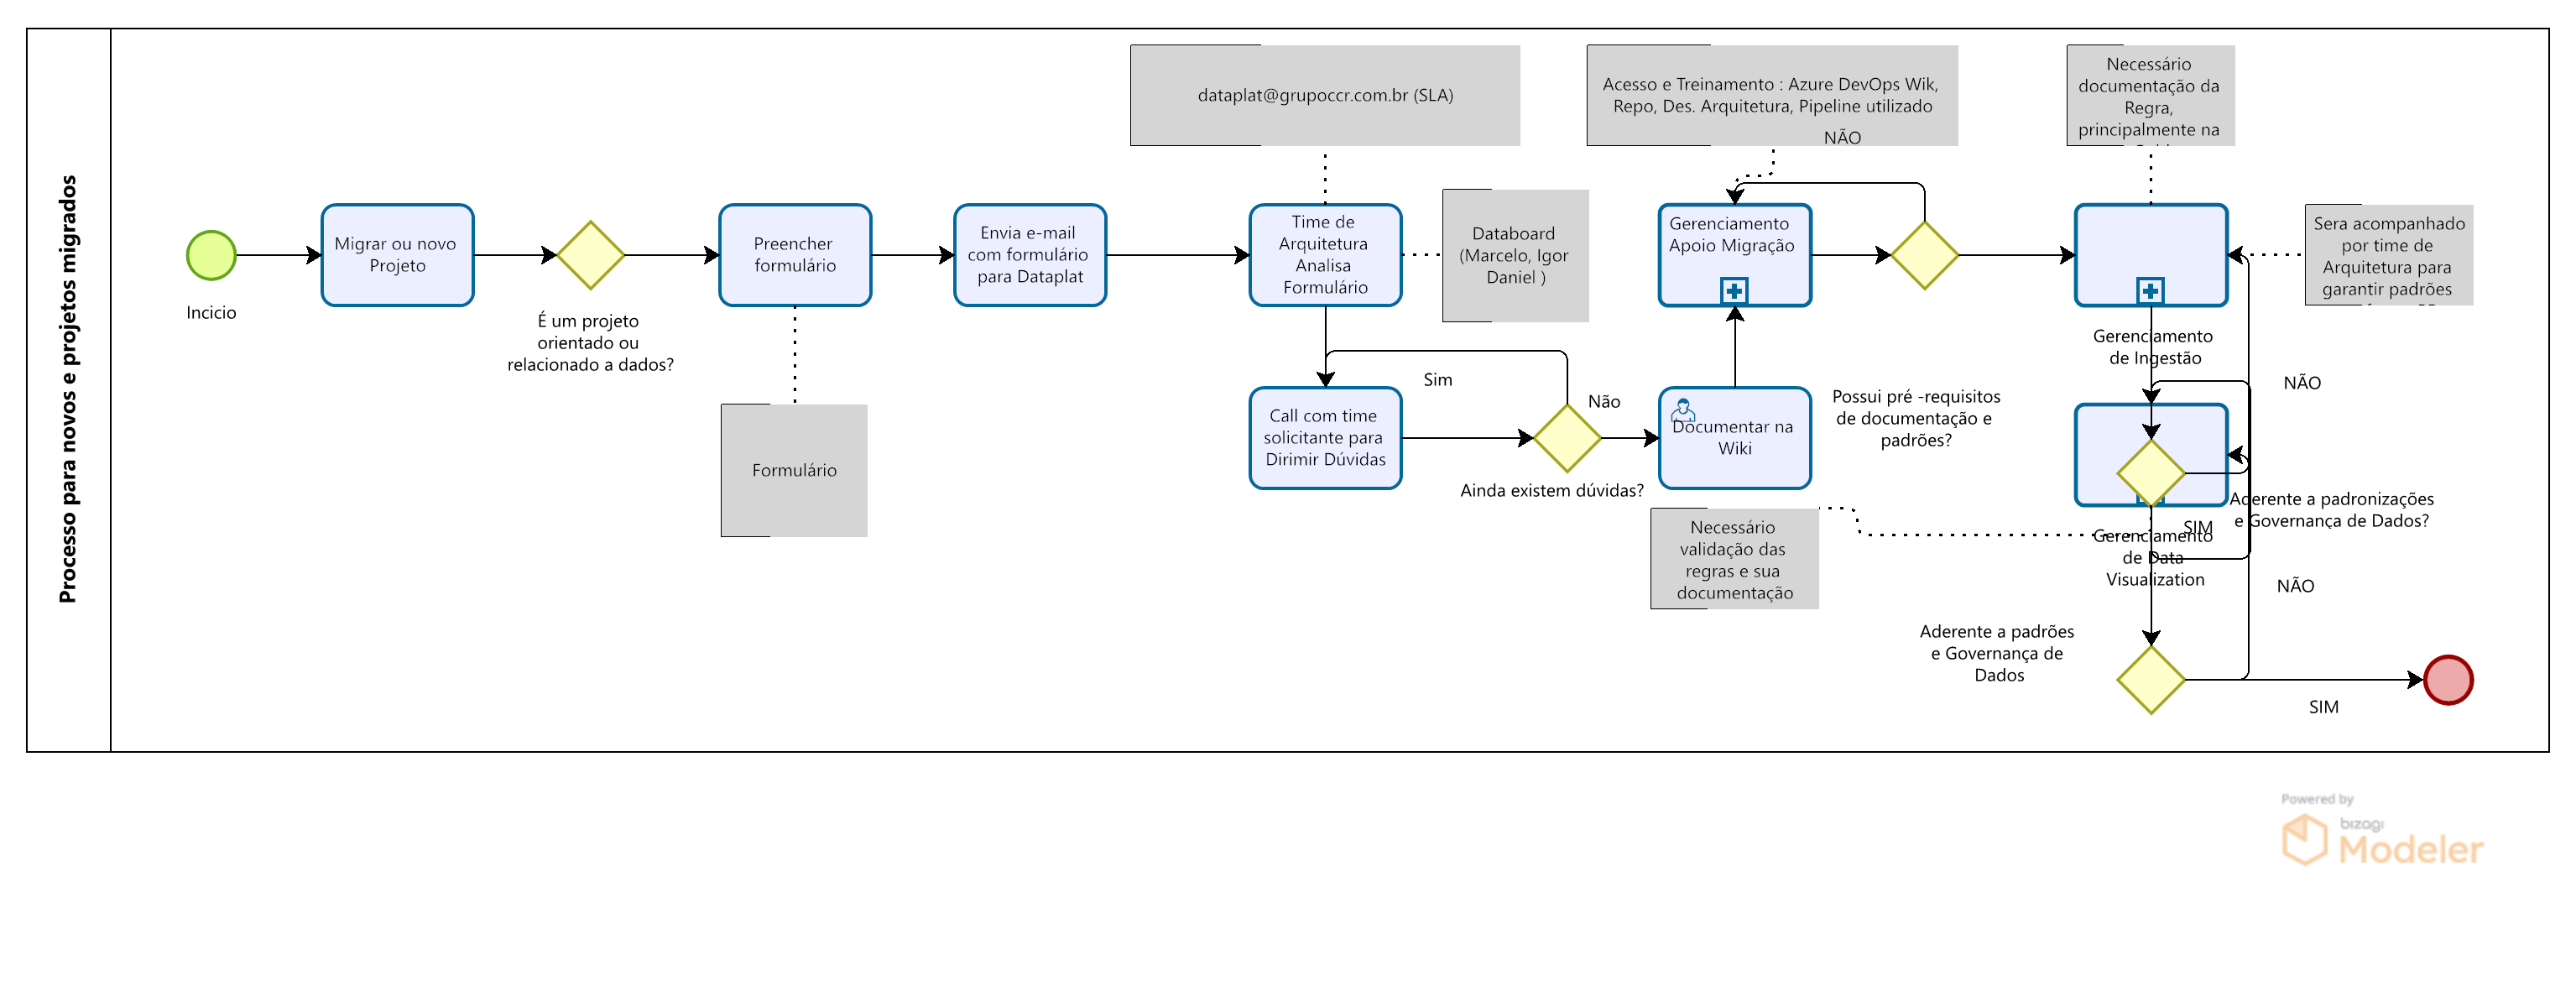 Processo para novos e projetos migrados
Incicio
Migrar ou novo
Projeto
É um projeto
orientado ou
relacionado a dados?
Preencher
formulário
Formulário
Envia e-mail
com formulário
para Dataplat
dataplat@grupoccr.com.br (SLA)
Time de
Arquitetura
Analisa
Formulário
Databoard
(Marcelo, Igor
Daniel )
Call com time
solicitante para
Dirimir Dúvidas
Sim
Não
Ainda existem dúvidas?
Documentar na
Wiki
Acesso e Treinamento : Azure DevOps Wik,
Repo, Des. Arquitetura, Pipeline utilizado
NÃO
Gerenciamento
Apoio Migração
Possui pré -requisitos
de documentação e
padrões?
Necessário
documentação da
Regra,
principalmente na
Sera acompanhado
por time de
Arquitetura para
garantir padrões
Gerenciamento
de Ingestão
NÃO
Aderente a padronizações
e Governança de Dados?
SIM
Gerenciamento
de Data
Visualization
NÃO
Necessário
validação das
regras e sua
documentação
Aderente a padrões
e Governança de
Dados
SIM
Powered by
bizagi
Modeler